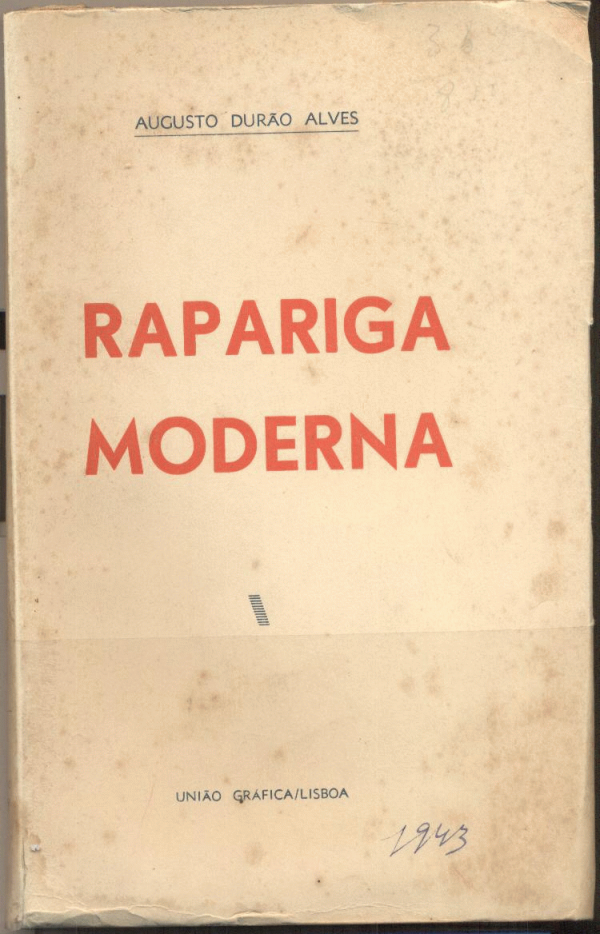 AUGUSTO DURÃO ALVES
RAPARIGA
MODERNA
UNIÃO GRÁFICA/LISBOA
1943